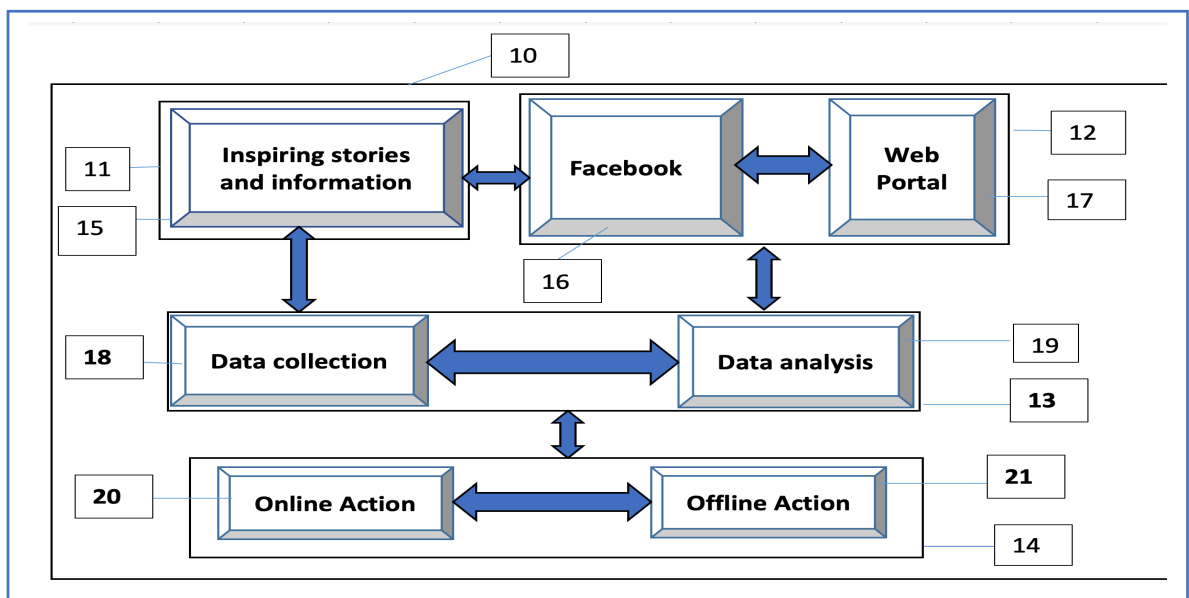 10
Inspiring stories
and information
Facebook
Web
Portal
12
11
17
15
16
18
Data collection
Data analysis
19
13
20
Online Action
Offline Action
21
14